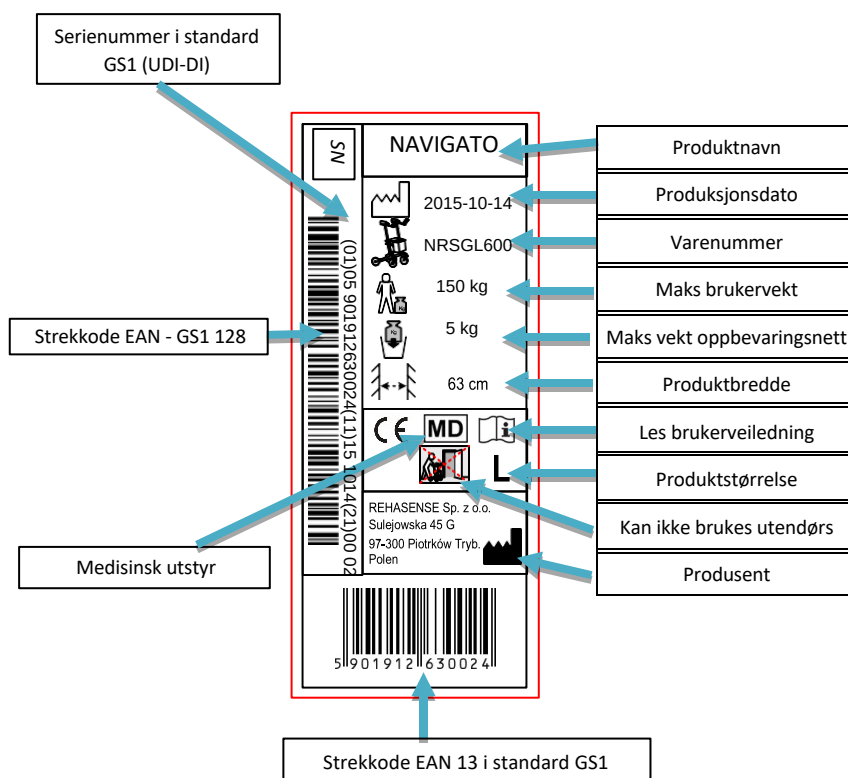 Serienummer i standard
GS1 (UDI-DI)
SN
NAVIGATO
Produktnavn
2015-10-14
Produksjonsdato
NRSGL600
Varenummer
150 kg
Maks brukervekt
5 kg
Maks vekt oppbevaringsnett
63 cm
Produktbredde
(01)05 901912630024(11)15 1014(21)00 02
Strekkode EAN - GS1 128
CE MD i
Les brukerveiledning
L
Produktstørrelse
Kan ikke brukes utendørs
REHASENSE Sp. z o.o.
Sulejowska 45 G
97-300 Piotrków Tryb.
Polen
Produsent
Medisinsk utstyr
5 901912 630024
Strekkode EAN 13 i standard GS1